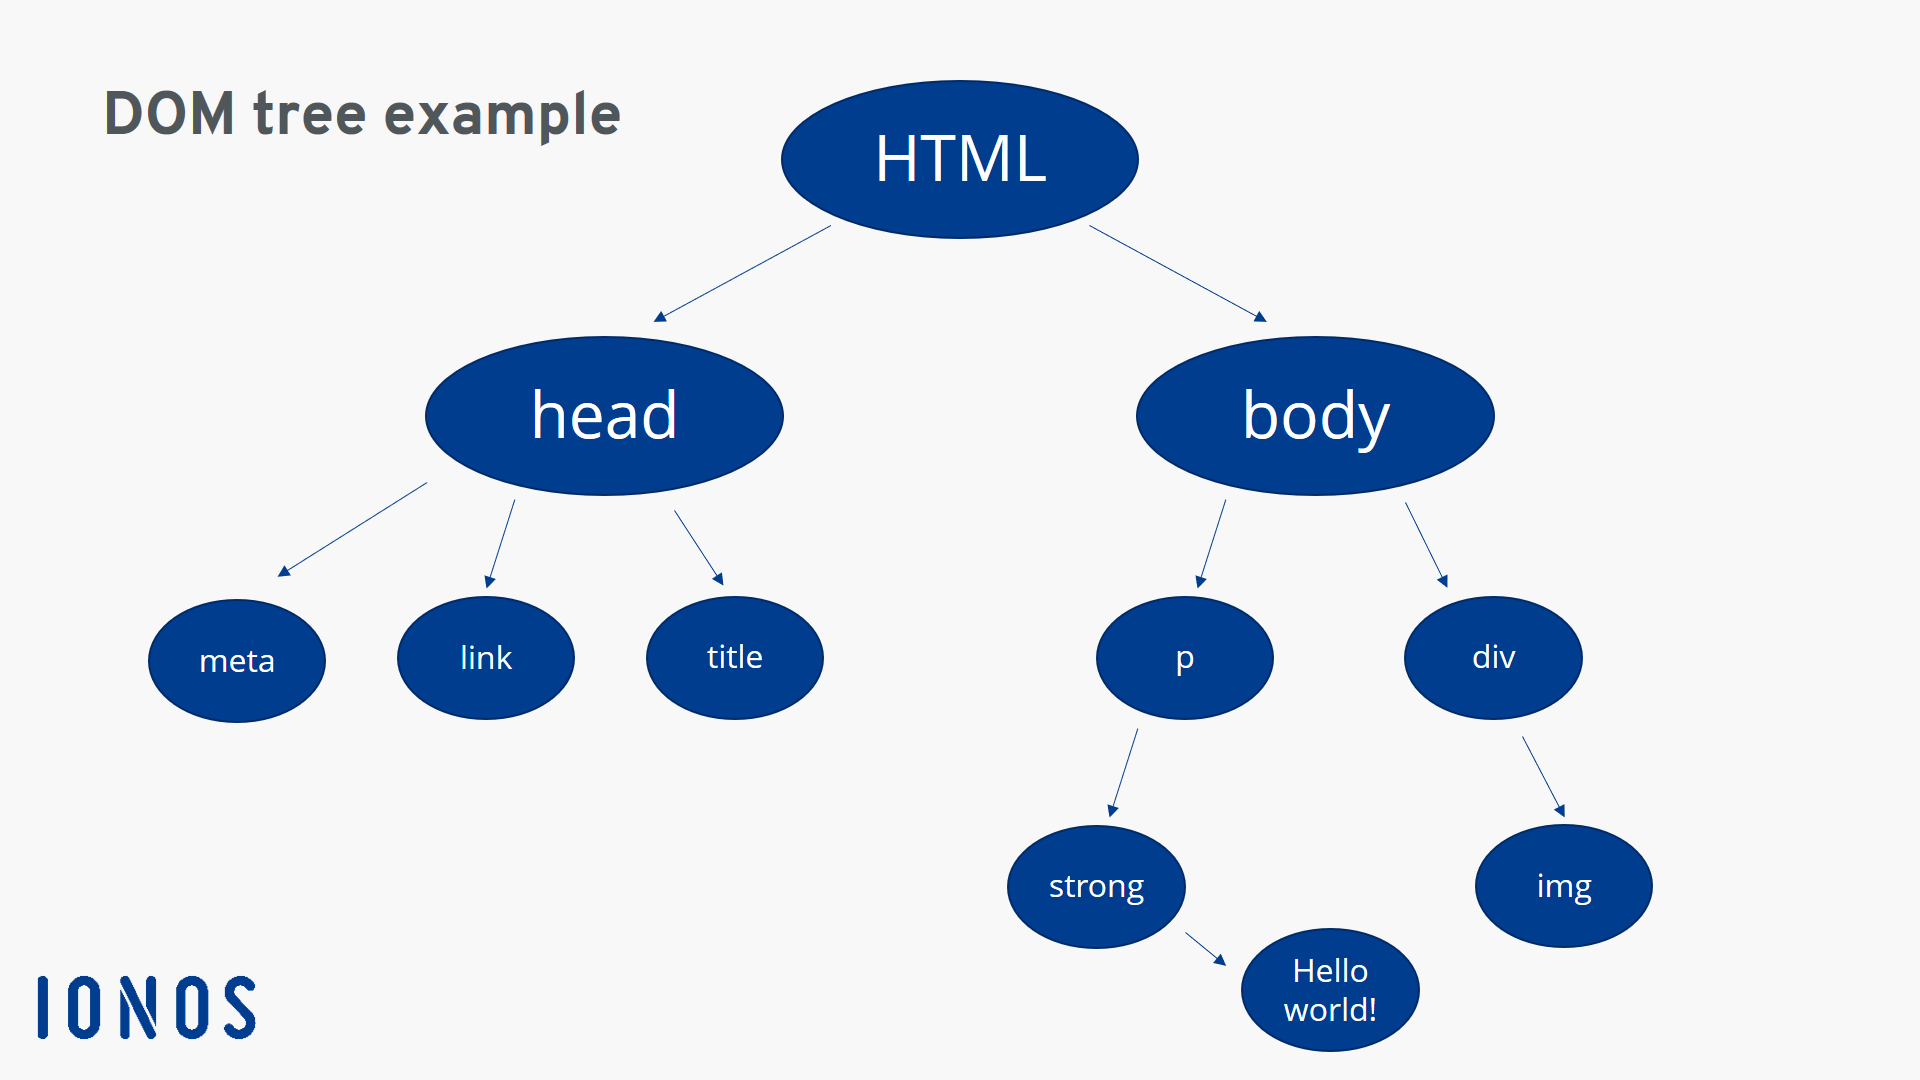 DOM tree example
HTML
head
body
meta
link
title
p
div
strong
img
Hello
world!
IONOS